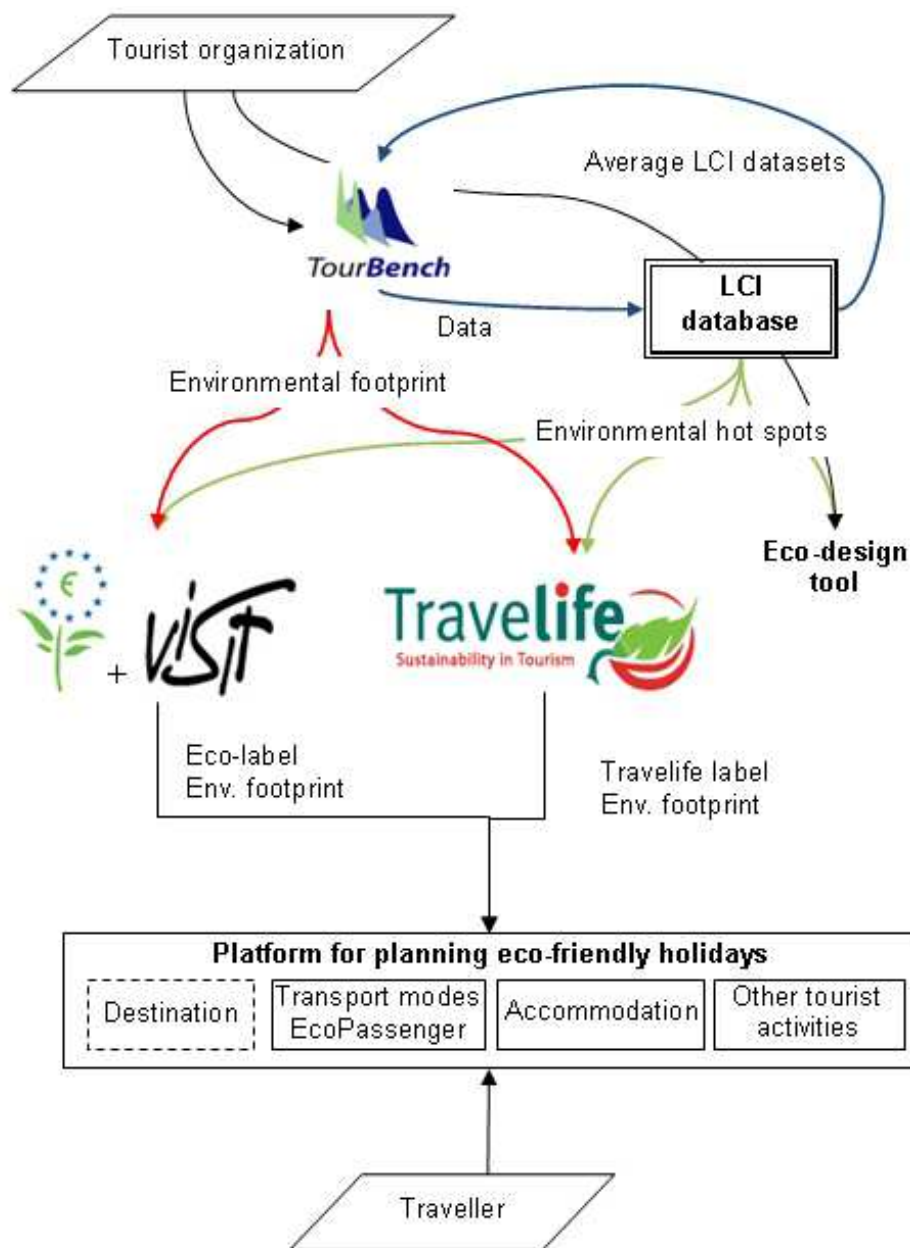 Tourist organization
Average LCI datasets
TourBench
LCI
database
Data
Environmental footprint
Environmental hot spots
Eco-design
tool
€
+
ViSiT
Travelife
Sustainability in Tourism
Eco-label
Env. footprint
Travelife label
Env. footprint
Platform for planning eco-friendly holidays
Destination
Transport modes
EcoPassenger
Accommodation
Other tourist
activities
Traveller